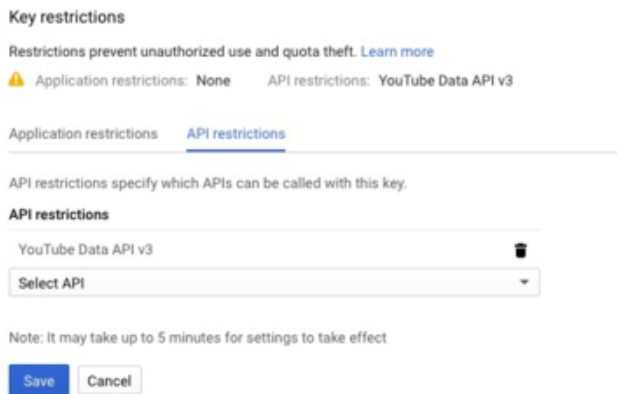 Key restrictions
Restrictions prevent unauthorized use and quota theft. Learn more
Application restrictions: None API restrictions: YouTube Data API v3
Application restrictions API restrictions
API restrictions specify which APIs can be called with this key.
API restrictions
YouTube Data API v3
Select API
Note: It may take up to 5 minutes for settings to take effect
Save Cancel